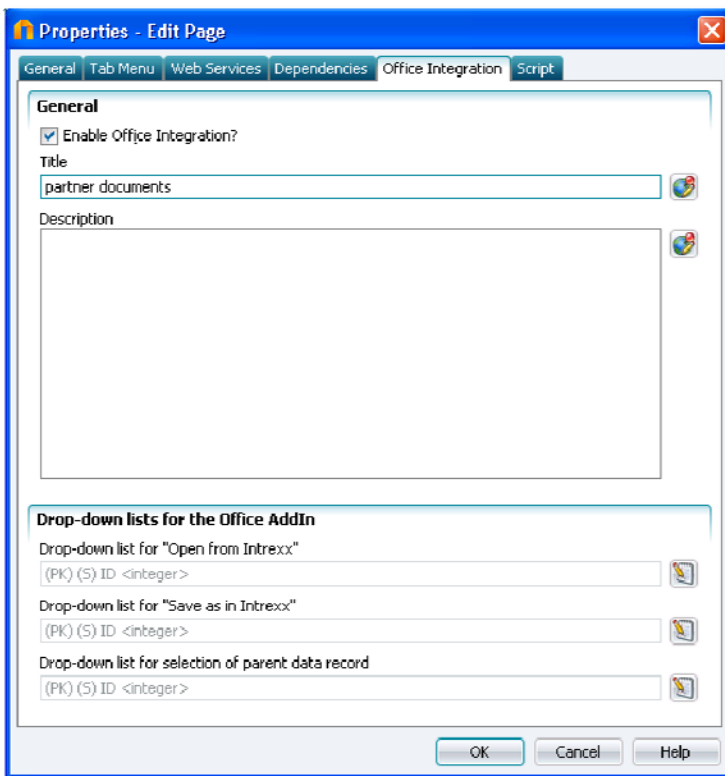 Properties - Edit Page
General Tab Menu Web Services Dependencies Office Integration Script
General
Enable Office Integration?
Title
partner documents
Description
Drop-down lists for the Office AddIn
Drop-down list for "Open from Intrexx"
(PK) (S) ID <integer>
Drop-down list for "Save as in Intrexx"
(PK) (S) ID <integer>
Drop-down list for selection of parent data record
(PK) (S) ID <integer>
OK Cancel Help